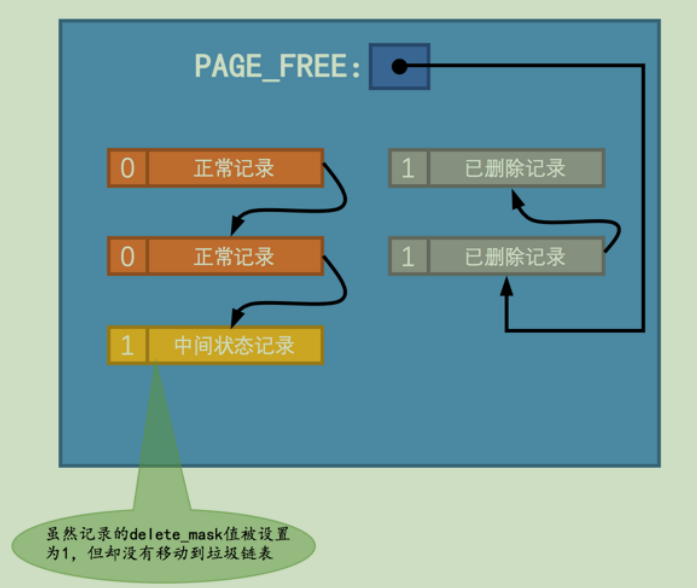 PAGE_FREE:
0 正常记录 1 已删除记录
0 正常记录 1 已删除记录
1 中间状态记录
虽然记录的delete_mask值被设置
为1，但却没有移动到垃圾链表